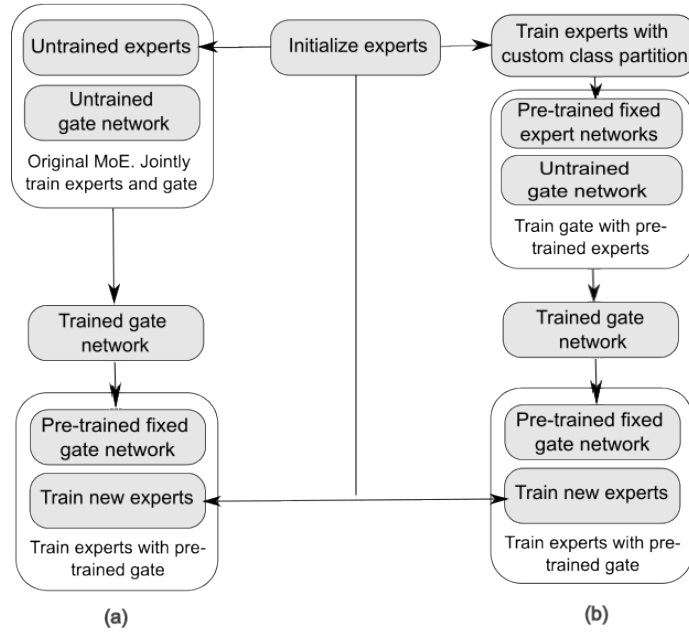 Untrained experts
Untrained
gate network
Original MoE. Jointly
train experts and gate
Trained gate
network
Pre-trained fixed
gate network
Train new experts
Train experts with pre-
trained gate
(a)
Initialize experts
Train experts with
custom class partition
Pre-trained fixed
expert networks
Untrained
gate network
Train gate with pre-
trained experts
Trained gate
network
Pre-trained fixed
gate network
Train new experts
Train experts with pre-
trained gate
(b)